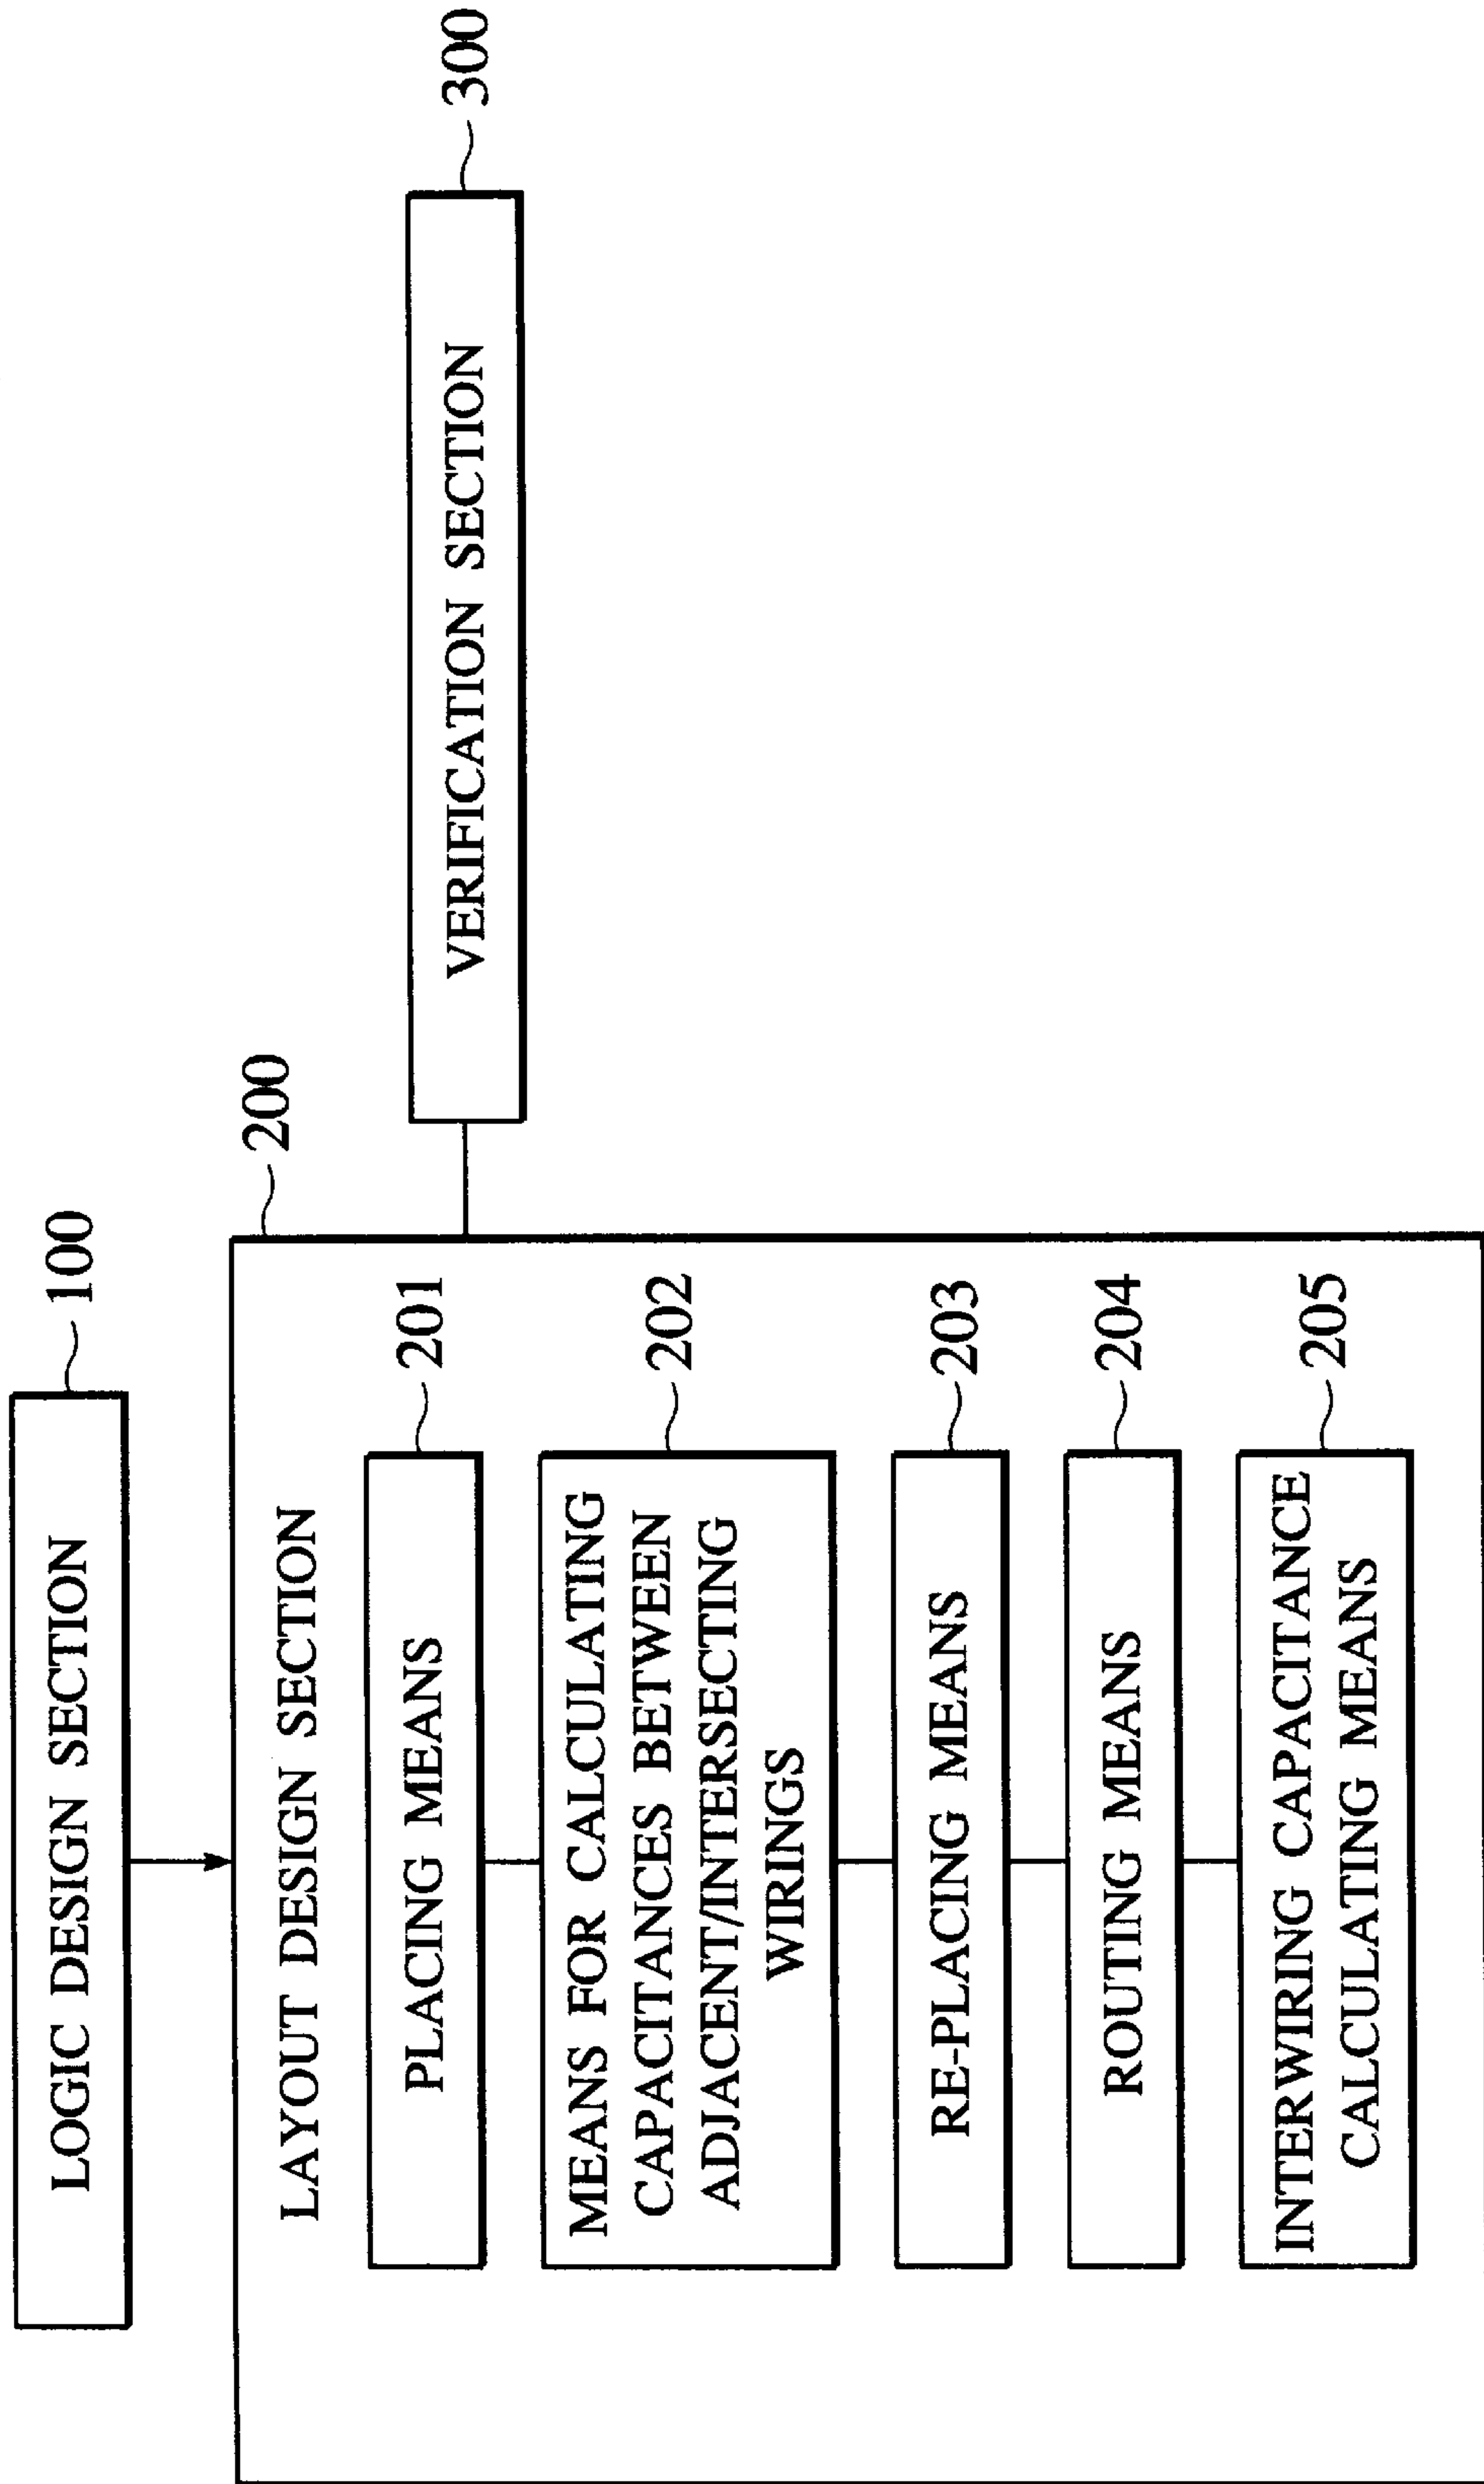 LOGIC DESIGN SECTION
100
LAYOUT DESIGN SECTION
200
PLACING MEANS
201
MEANS FOR CALCULATING
CAPACITANCES BETWEEN
ADJACENT/INTERSECTING
WIRINGS
202
RE-PLACING MEANS
203
ROUTING MEANS
204
INTERWIRING CAPACITANCE
CALCULATING MEANS
205
VERIFICATION SECTION
300